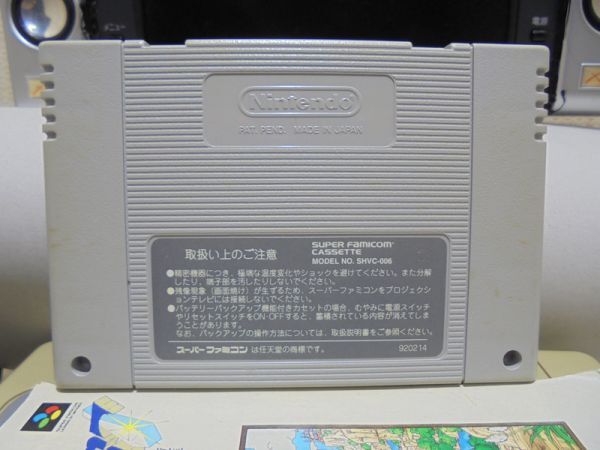 メニュー
電源
Nintendo
PAT. PEND. MADE IN JAPAN
取扱い上のご注意
SUPER FAMICOM
CASSETTE
MODEL NO. SHVC-006
●精密機器につき、極端な温度変化やショックを避けてください。また分解
したり、端子部を汚したりしないでください。
●残像現象(画面焼け)が生ずるため、スーパーファミコンをプロジェクシ
ョンテレビには接続しないでください。
●バッテリーバックアップ機能付きカセットの場合、むやみに電源スイッチ
やリセットスイッチをON・OFFすると、蓄積されている内容が消えてしま
うことがあります。
なお、バックアップの操作方法については、取扱説明書をご参照ください。
スーパーファミコンは任天堂の商標です。
920214